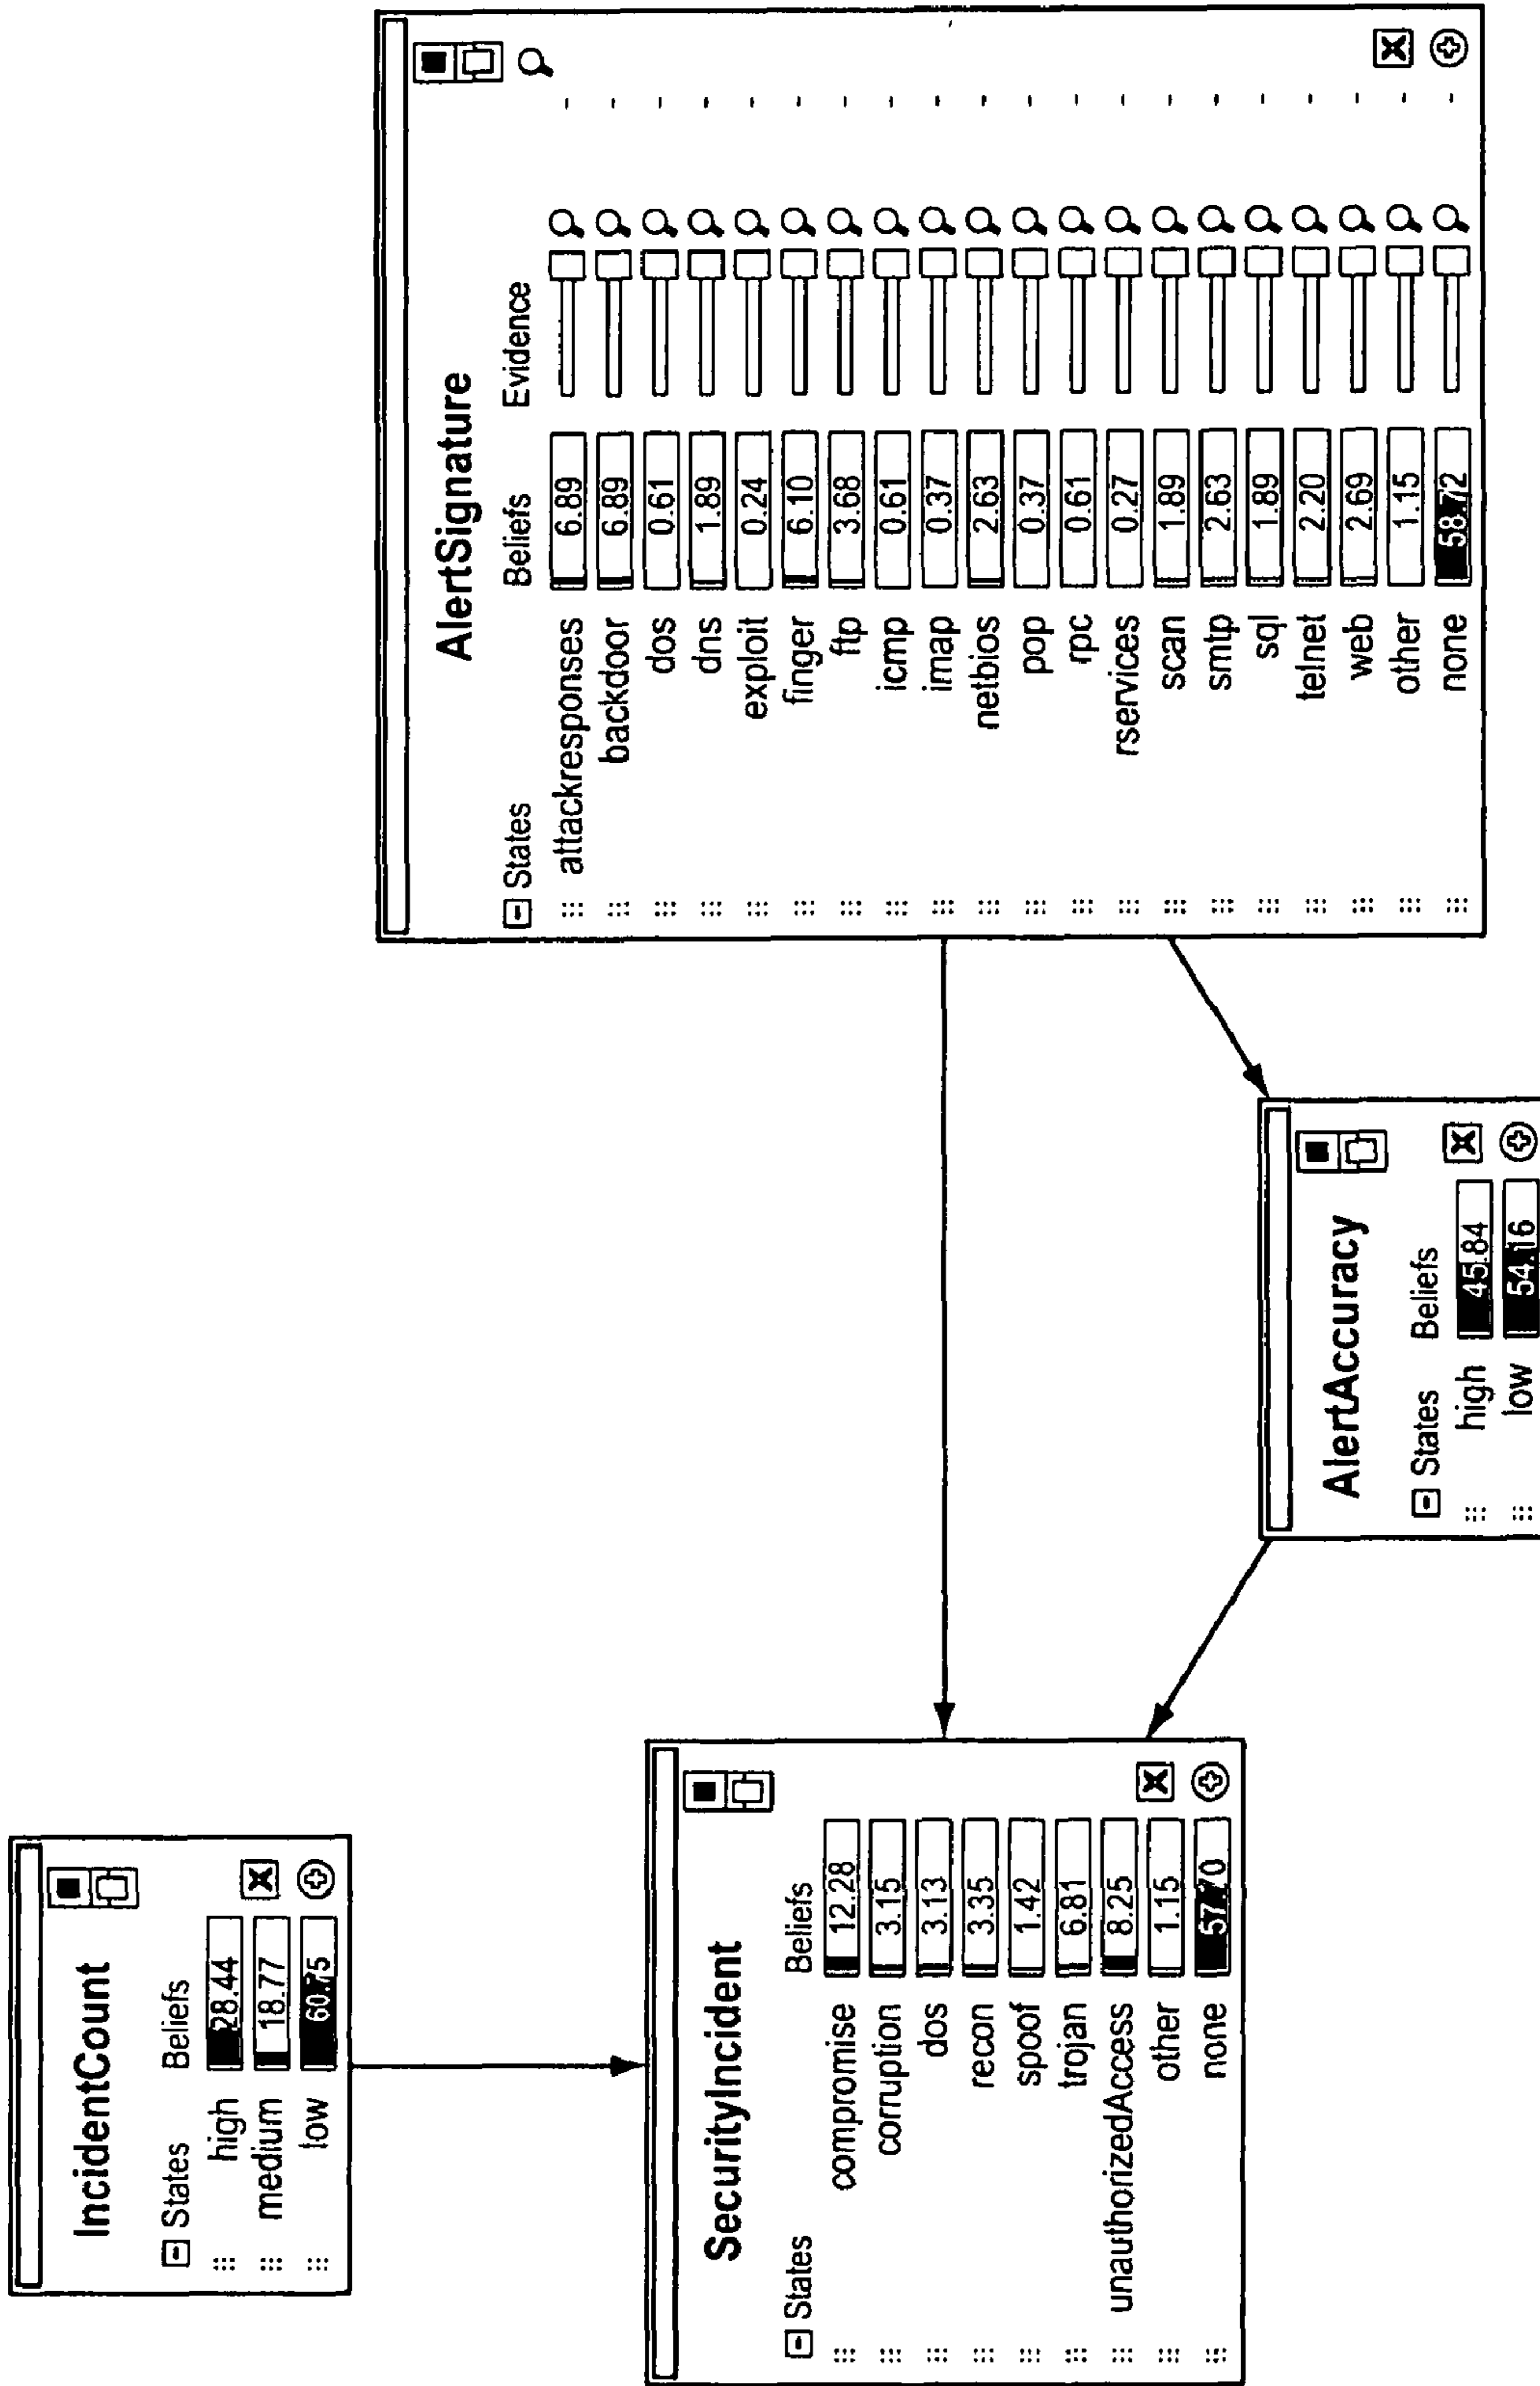 IncidentCount
States Beliefs
high 28.44
medium 18.77
low 60.75
SecurityIncident
States Beliefs
compromise 12.28
corruption 3.15
dos 3.13
recon 3.35
spoof 1.42
trojan 6.81
unauthorizedAccess 8.25
other 1.15
none 57.70
AlertAccuracy
States Beliefs
high 45.84
low 54.16
AlertSignature
States Beliefs Evidence
attackresponses 6.89
backdoor 6.89
dos 0.61
dns 1.89
exploit 0.24
finger 6.10
ftp 3.68
icmp 0.61
imap 0.37
netbios 2.63
pop 0.37
rpc 0.61
rservices 0.27
scan 1.89
smtp 2.63
sql 1.89
telnet 2.20
web 2.69
other 1.15
none 58.72